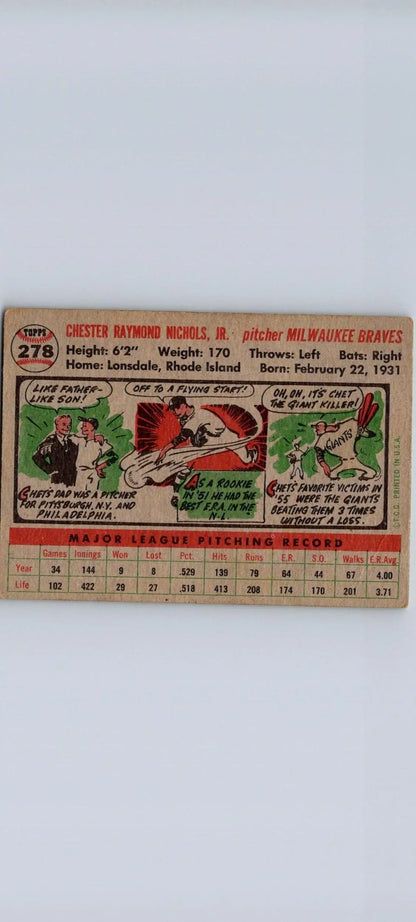 TOPPS
278
CHESTER RAYMOND NICHOLS, JR. pitcher MILWAUKEE BRAVES
Height: 6'2" Weight: 170 Throws: Left Bats: Right
Home: Lonsdale, Rhode Island Born: February 22, 1931
LIKE FATHER-
LIKE SON!
CHET'S DAD WAS A PITCHER
FOR PITTSBURGH, N.Y. AND
PHILADELPHIA.
OFF TO A FLYING START!
AS A ROOKIE
IN '51 HE HAD THE
BEST E.R.A. IN THE
N.L.
OH, OH, IT'S CHET
THE GIANT KILLER!
GIANTS
CHET'S FAVORITE VICTIMS IN
'55 WERE THE GIANTS
BEATING THEM 3 TIMES
WITHOUT A LOSS.
©T.C.G. PRINTED IN U.S.A.
MAJOR LEAGUE PITCHING RECORD
Games Innings Won Lost Pct. Hits Runs E.R. S.O. Walks E.R.Avg.
Year 34 144 9 8 .529 139 79 64 44 67 4.00
Life 102 422 29 27 .518 413 208 174 170 201 3.71